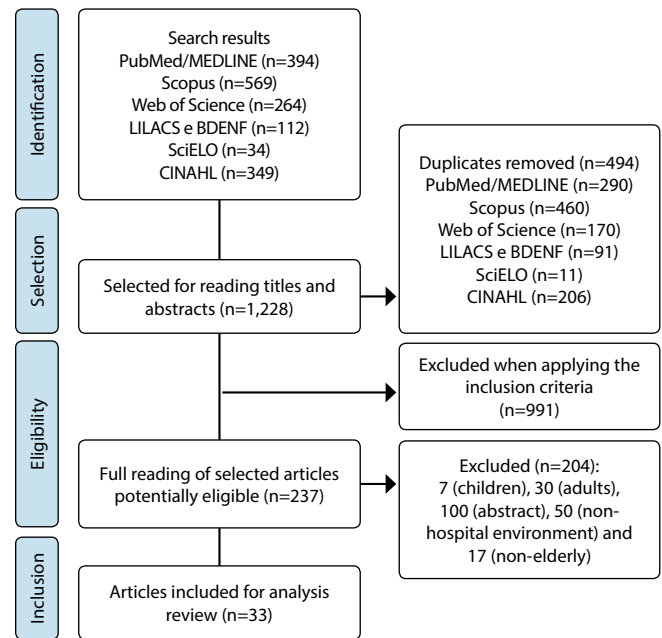 Identification
Search results
PubMed/MEDLINE (n=394)
Scopus (n=569)
Web of Science (n=264)
LILACS e BDENF (n=112)
SciELO (n=34)
CINAHL (n=349)
Duplicates removed (n=494)
PubMed/MEDLINE (n=290)
Scopus (n=460)
Web of Science (n=170)
LILACS e BDENF (n=91)
SciELO (n=11)
CINAHL (n=206)
Selection
Selected for reading titles and
abstracts (n=1,228)
Excluded when applying the
inclusion criteria
(n=991)
Eligibility
Full reading of selected articles
potentially eligible (n=237)
Excluded (n=204):
7 (children), 30 (adults),
100 (abstract), 50 (non-
hospital environment) and
17 (non-elderly)
Inclusion
Articles included for analysis
review (n=33)